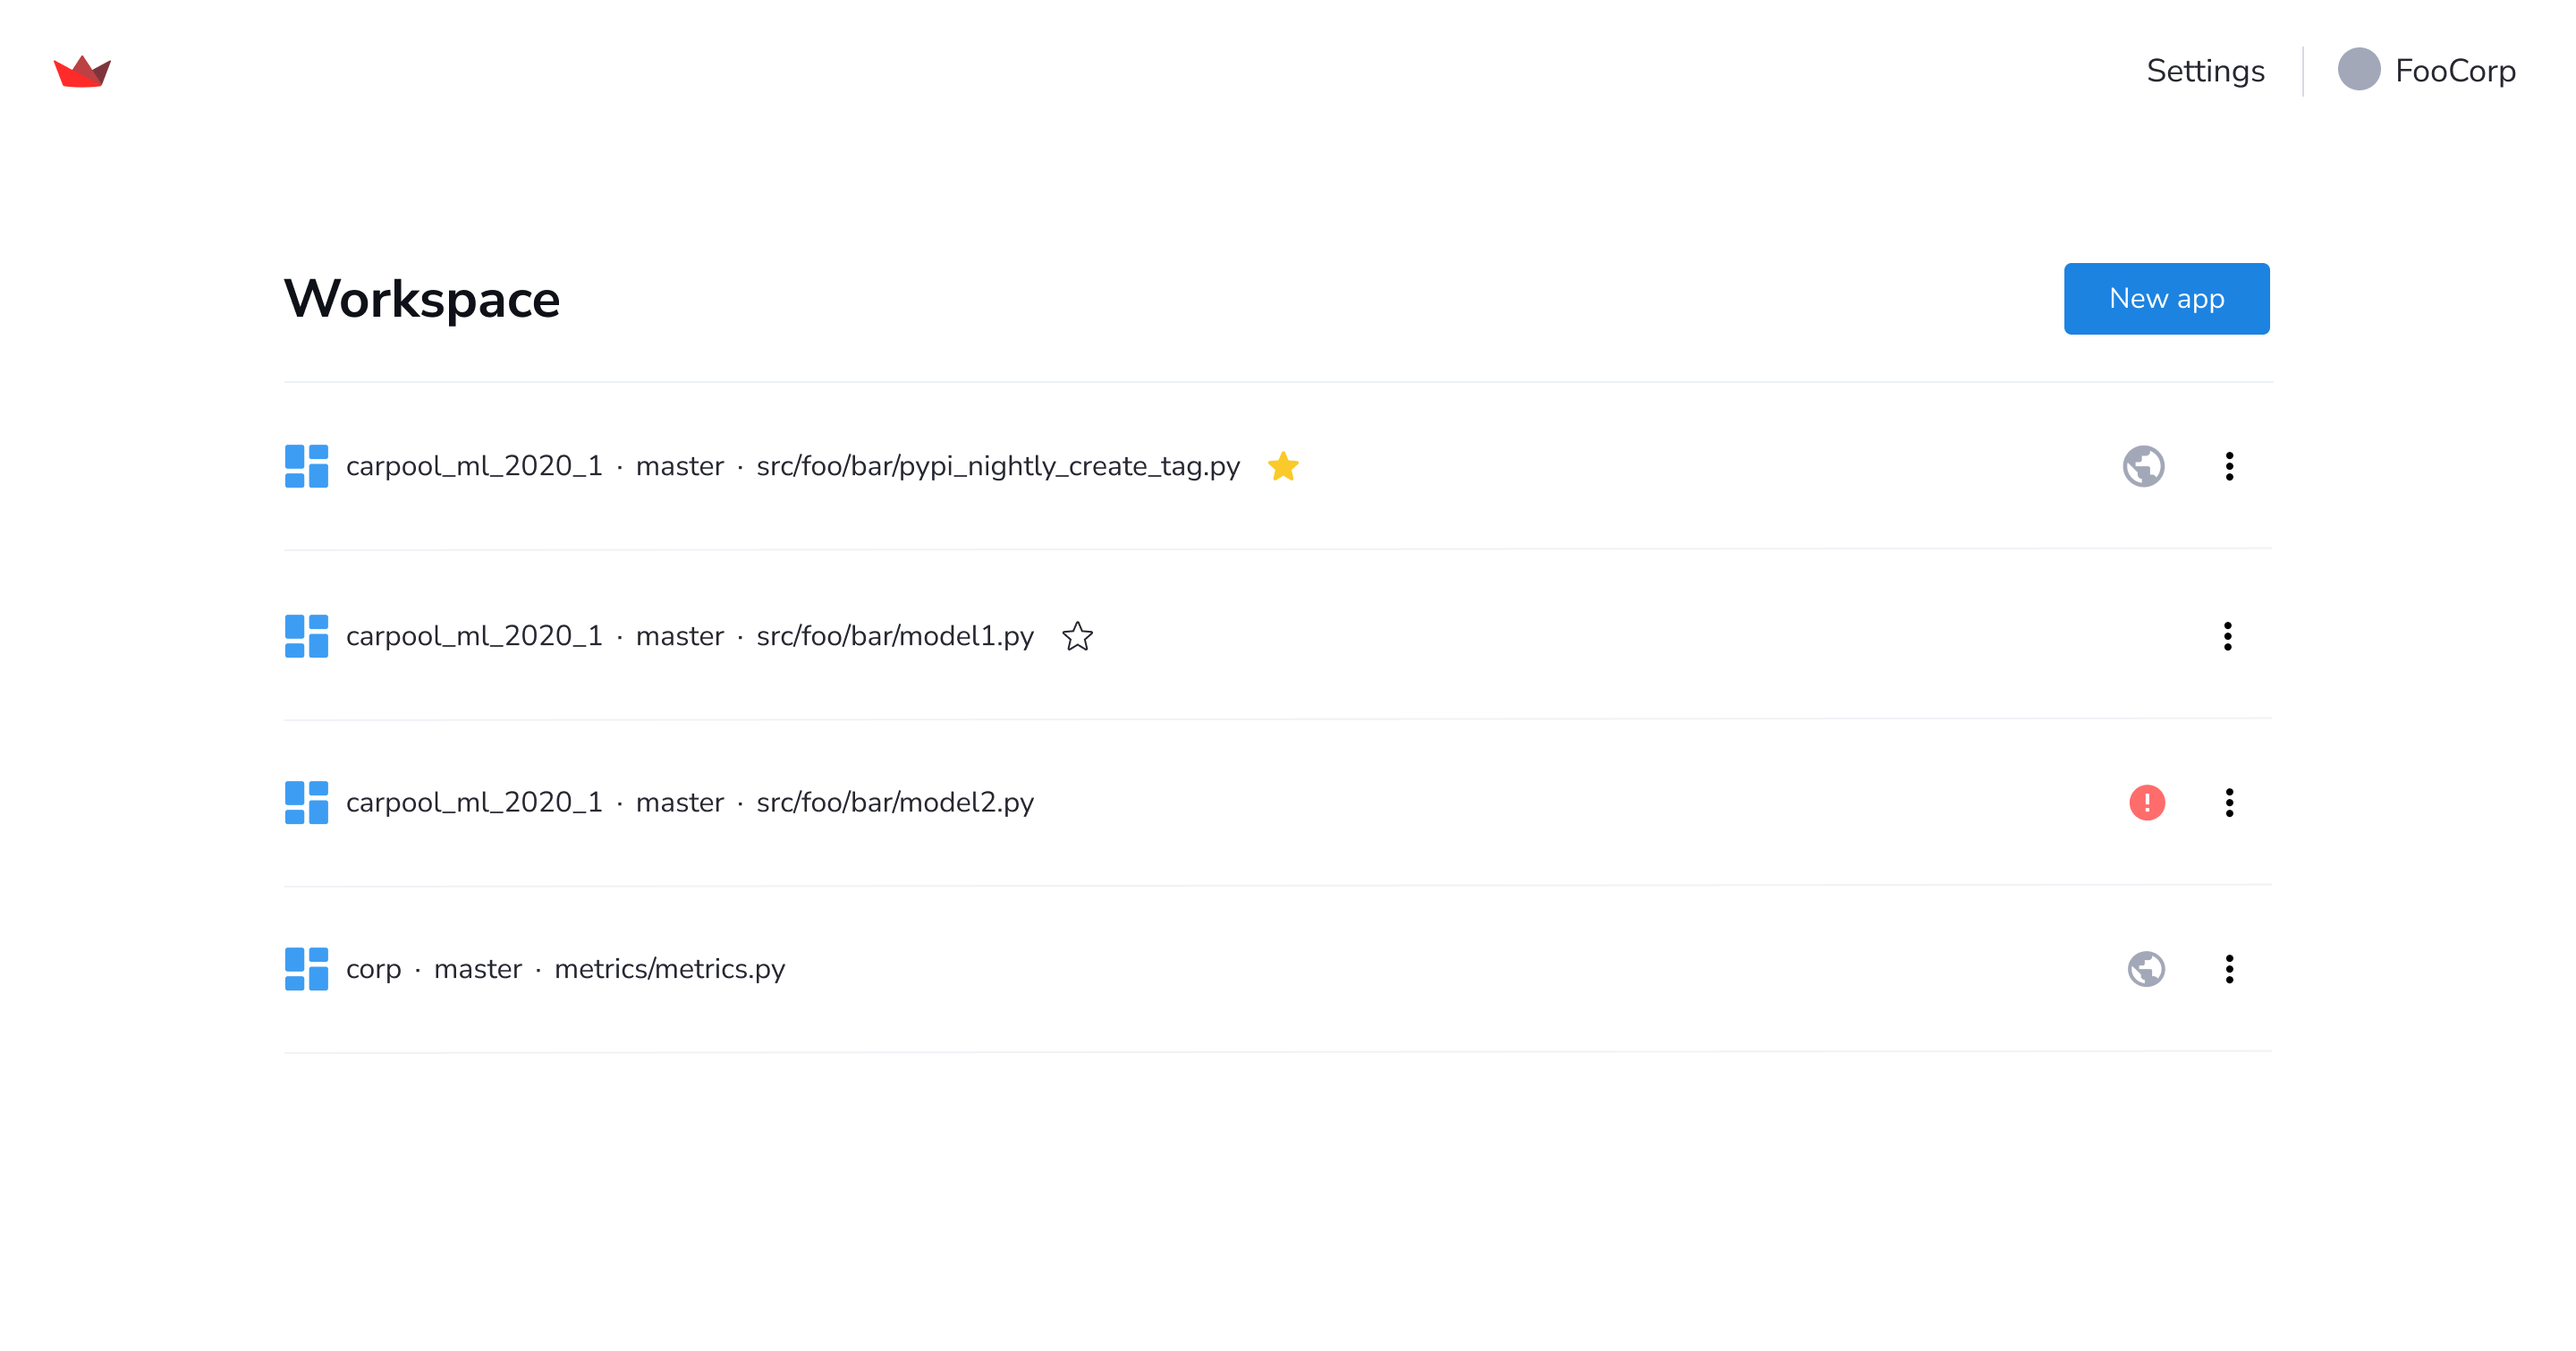 Settings
FooCorp
Workspace
New app
carpool_ml_2020_1 · master · src/foo/bar/pypi_nightly_create_tag.py
carpool_ml_2020_1 · master · src/foo/bar/model1.py
carpool_ml_2020_1 · master · src/foo/bar/model2.py
corp · master · metrics/metrics.py